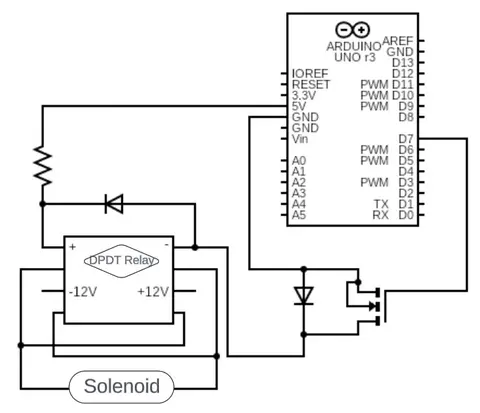 ARDUINO
UNO r3
AREF
GND
D13
IOREF
D12
RESET
PWM D11
3.3V
PWM D10
5V
PWM D9
GND
D8
GND
Vin
D7
PWM D6
A0
PWM D5
A1
D4
A2
PWM D3
A3
D2
A4
TX D1
A5
RX D0
+
-
DPDT Relay
-12V
+12V
Solenoid